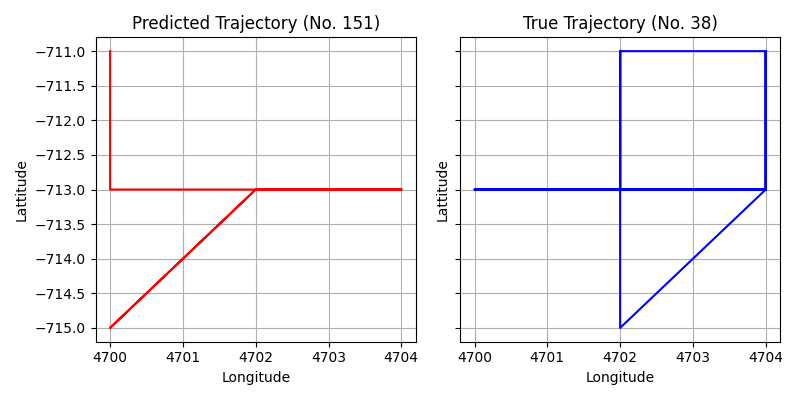 Predicted Trajectory (No. 151)
True Trajectory (No. 38)
−711.0
−711.5
−712.0
−712.5
−713.0
−713.5
−714.0
−714.5
−715.0
Lattitude
Lattitude
4700 4701 4702 4703 4704
4700 4701 4702 4703 4704
Longitude
Longitude